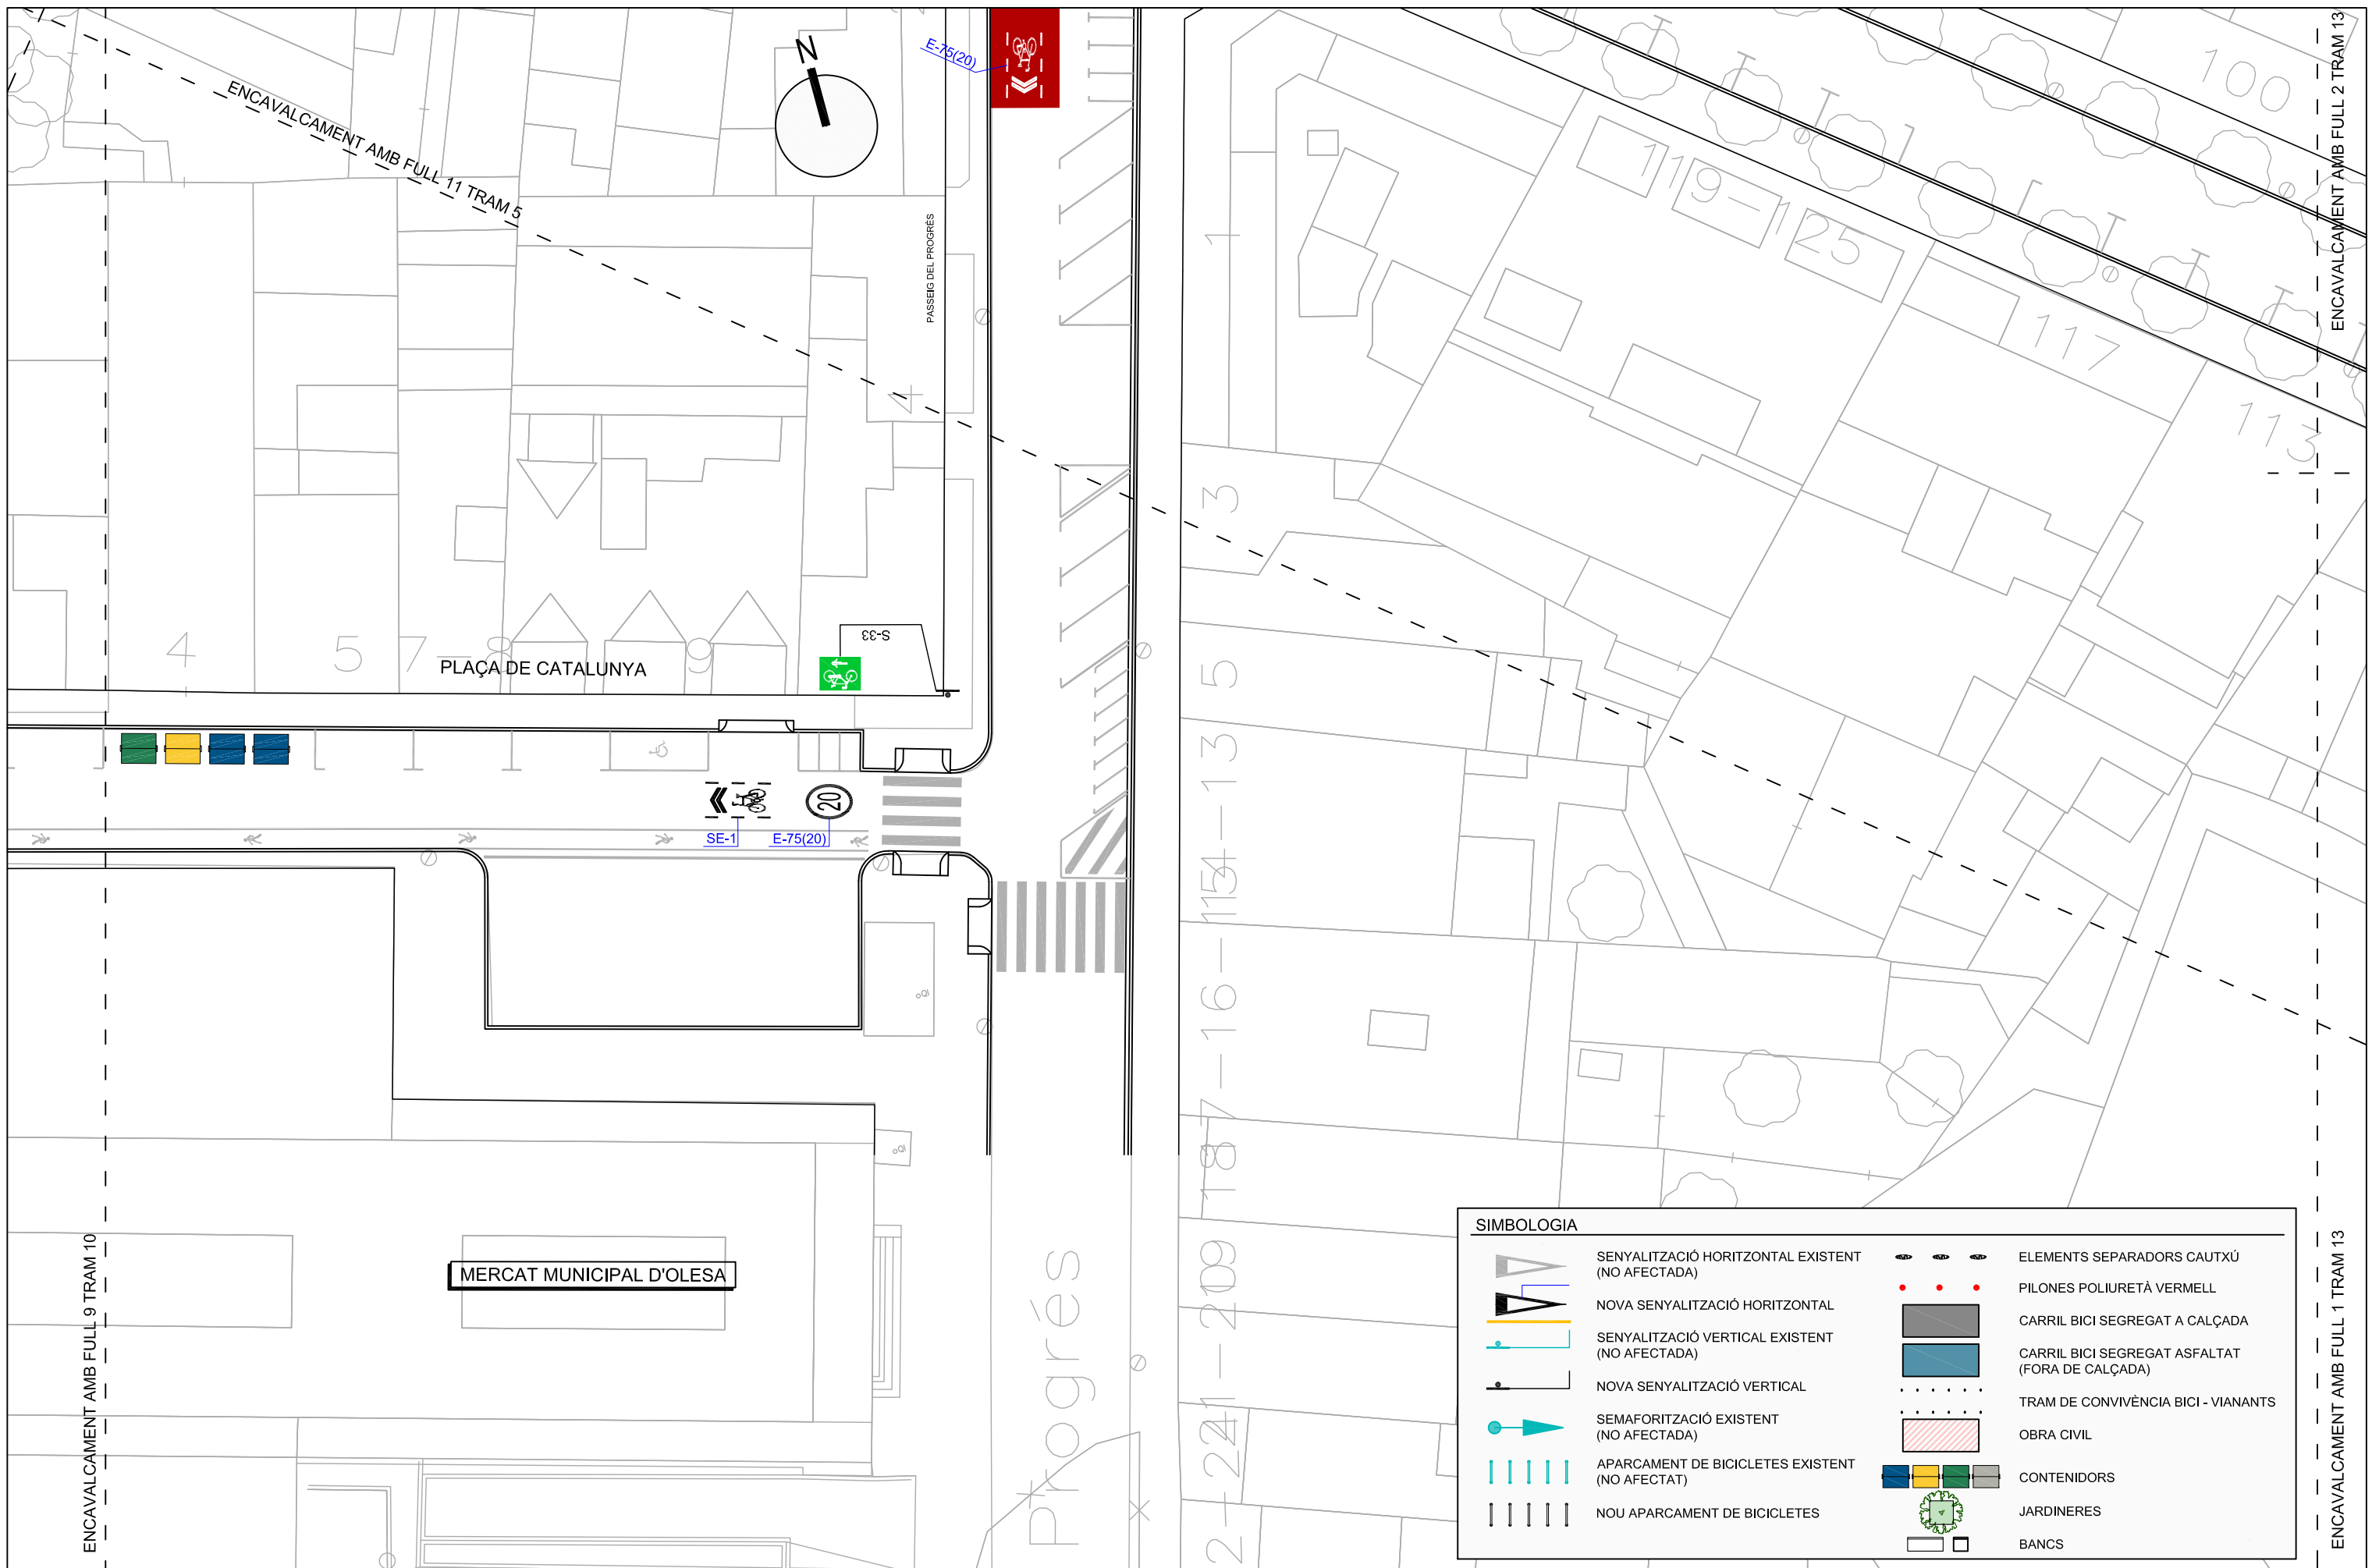 N
E-75(20)
ENCAVALCAMENT AMB FULL 11 TRAM 5
ENCAVALCAMENT AMB FULL 2 TRAM 13
100
119-125
117
113
PASSEIG DEL PROGRÉS
1
4
3
5
S-33
4
5
7-8
9
PLAÇA DE CATALUNYA
20
SE-1
E-75(20)
MERCAT MUNICIPAL D'OLESA
Progrés
ENCAVALCAMENT AMB FULL 9 TRAM 10
ENCAVALCAMENT AMB FULL 1 TRAM 13
SIMBOLOGIA
SENYALITZACIÓ HORITZONTAL EXISTENT
(NO AFECTADA)
NOVA SENYALITZACIÓ HORITZONTAL
SENYALITZACIÓ VERTICAL EXISTENT
(NO AFECTADA)
NOVA SENYALITZACIÓ VERTICAL
SEMAFORITZACIÓ EXISTENT
(NO AFECTADA)
APARCAMENT DE BICICLETES EXISTENT
(NO AFECTAT)
NOU APARCAMENT DE BICICLETES
ELEMENTS SEPARADORS CAUTXÚ
PILONES POLIURETÀ VERMELL
CARRIL BICI SEGREGAT A CALÇADA
CARRIL BICI SEGREGAT ASFALTAT
(FORA DE CALÇADA)
TRAM DE CONVIVÈNCIA BICI - VIANANTS
OBRA CIVIL
CONTENIDORS
JARDINERES
BANCS